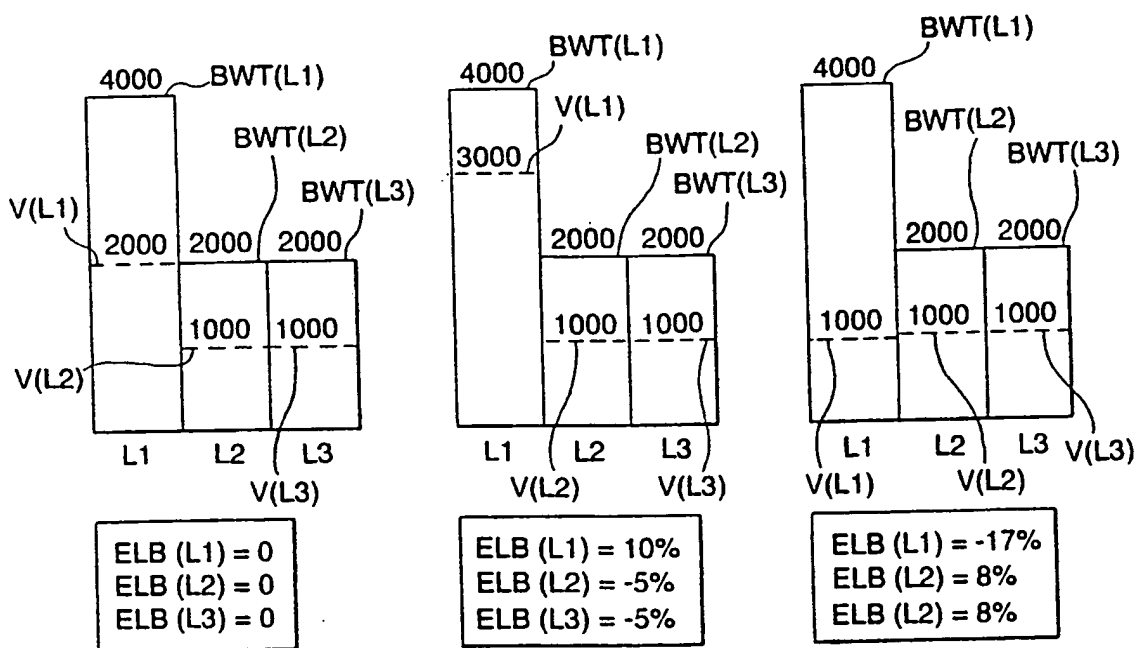 4000
BWT(L1)
BWT(L2)
BWT(L3)
V(L1)
2000 2000 2000
1000 1000
V(L2)
L1 L2 L3
V(L3)
ELB (L1) = 0
ELB (L2) = 0
ELB (L3) = 0
4000
BWT(L1)
V(L1)
3000
BWT(L2)
BWT(L3)
2000 2000
1000 1000
L1 L2 L3
V(L2) V(L3)
ELB (L1) = 10%
ELB (L2) = -5%
ELB (L3) = -5%
4000
BWT(L1)
BWT(L2)
BWT(L3)
2000 2000
1000 1000 1000
L1 L2 L3
V(L1) V(L2) V(L3)
ELB (L1) = -17%
ELB (L2) = 8%
ELB (L2) = 8%